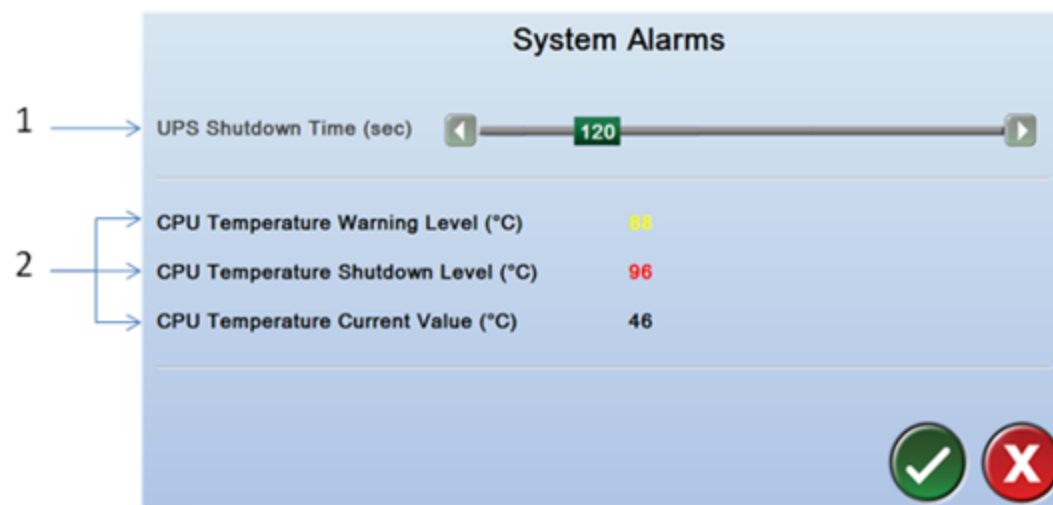 System Alarms
1 UPS Shutdown Time (sec) 120
CPU Temperature Warning Level (°C) 88
2 CPU Temperature Shutdown Level (°C) 96
CPU Temperature Current Value (°C) 46
X